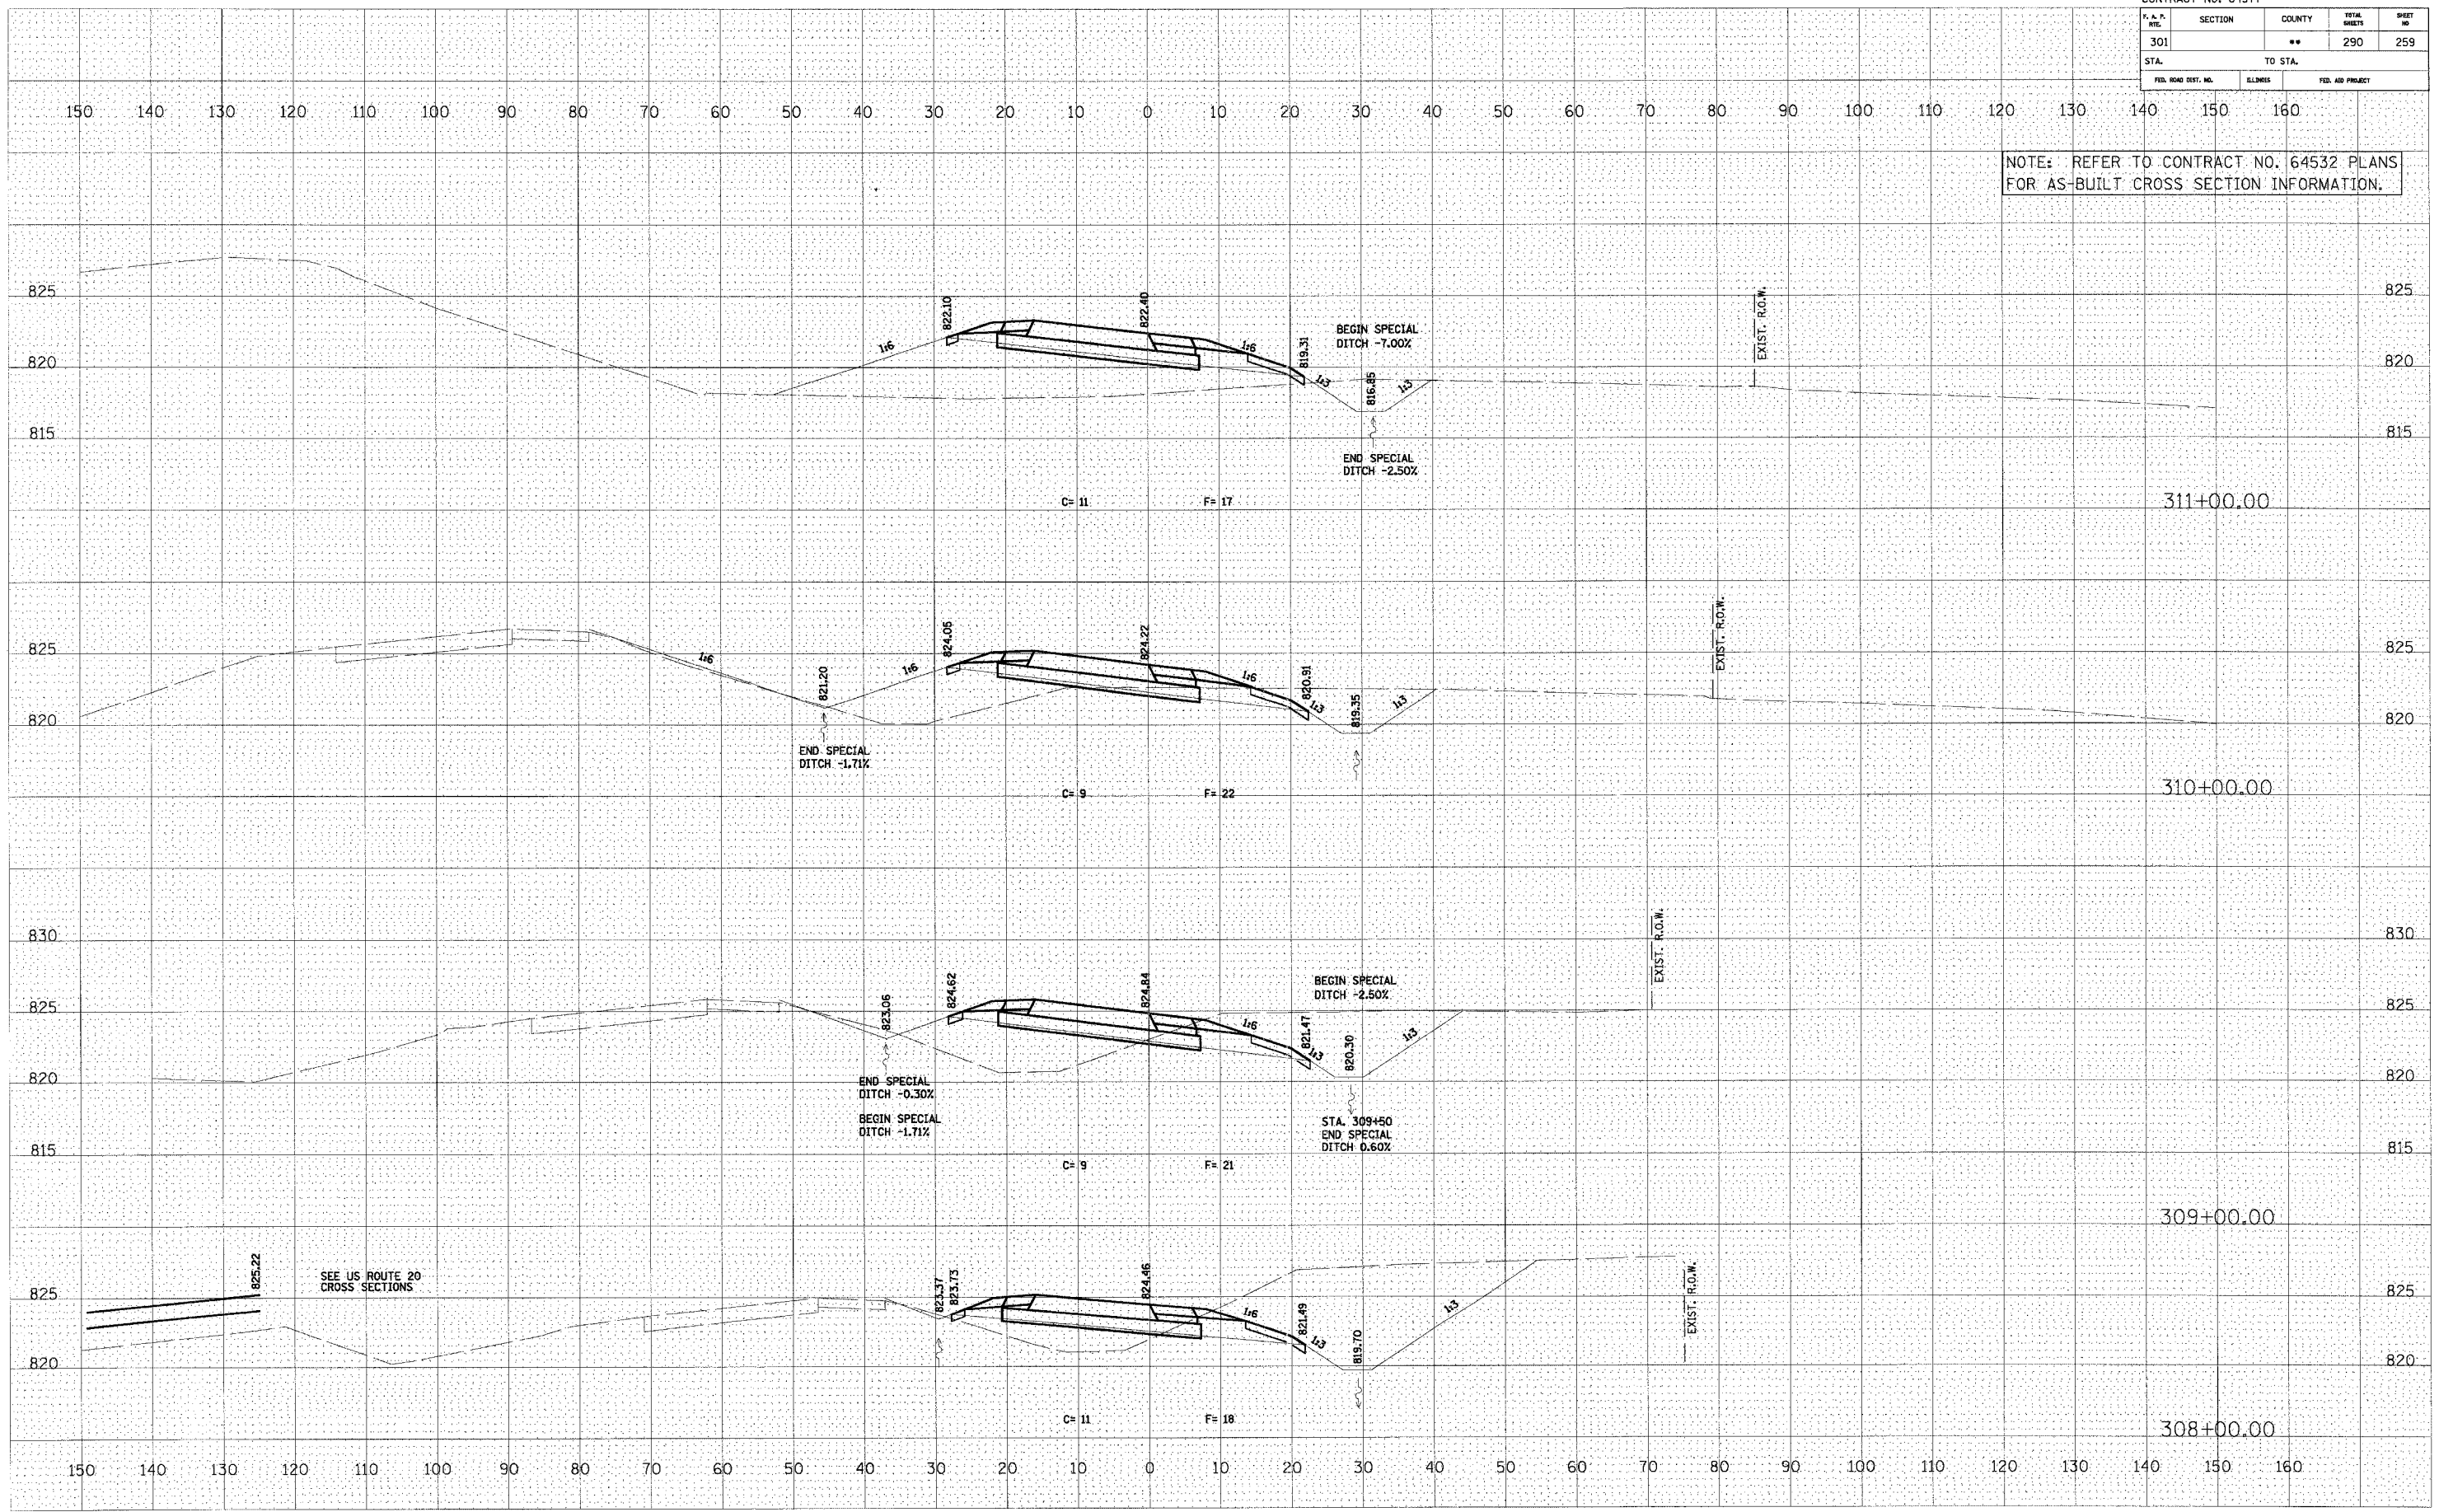 F. A. P. RTE. SECTION COUNTY TOTAL SHEETS SHEET NO
301 ** 290 259
STA. TO STA.
FED. ROAD DIST. NO. ILLINOIS FED. AID PROJECT
150 140 130 120 110 100 90 80 70 60 50 40 30 20 10 0 10 20 30 40 50 60 70 80 90 100 110 120 130 140 150 160
NOTE: REFER TO CONTRACT NO. 64532 PLANS
FOR AS-BUILT CROSS SECTION INFORMATION.
825 825
820 820
815 815
822.10
822.40
819.31
816.85
1:6
1:6
1:3
1:3
BEGIN SPECIAL
DITCH -7.00%
EXIST. R.O.W.
END SPECIAL
DITCH -2.50%
C= 11 F= 17
311+00.00
825 825
820 820
1:6
821.20
1:6
824.05
824.22
1:6
820.91
1:3
819.35
1:3
EXIST. R.O.W.
END SPECIAL
DITCH -1.71%
C= 9 F= 22
310+00.00
830 830
825 825
820 820
815 815
823.06
824.62
824.84
BEGIN SPECIAL
DITCH -2.50%
1:6
821.47
1:3
820.30
1:3
EXIST. R.O.W.
END SPECIAL
DITCH -0.30%
BEGIN SPECIAL
DITCH -1.71%
STA. 309+50
END SPECIAL
DITCH 0.60%
C= 9 F= 21
309+00.00
825 825
820 820
825.22
SEE US ROUTE 20
CROSS SECTIONS
823.37
823.73
824.46
1:6
821.49
1:3
819.70
1:3
EXIST. R.O.W.
C= 11 F= 18
308+00.00
150 140 130 120 110 100 90 80 70 60 50 40 30 20 10 0 10 20 30 40 50 60 70 80 90 100 110 120 130 140 150 160